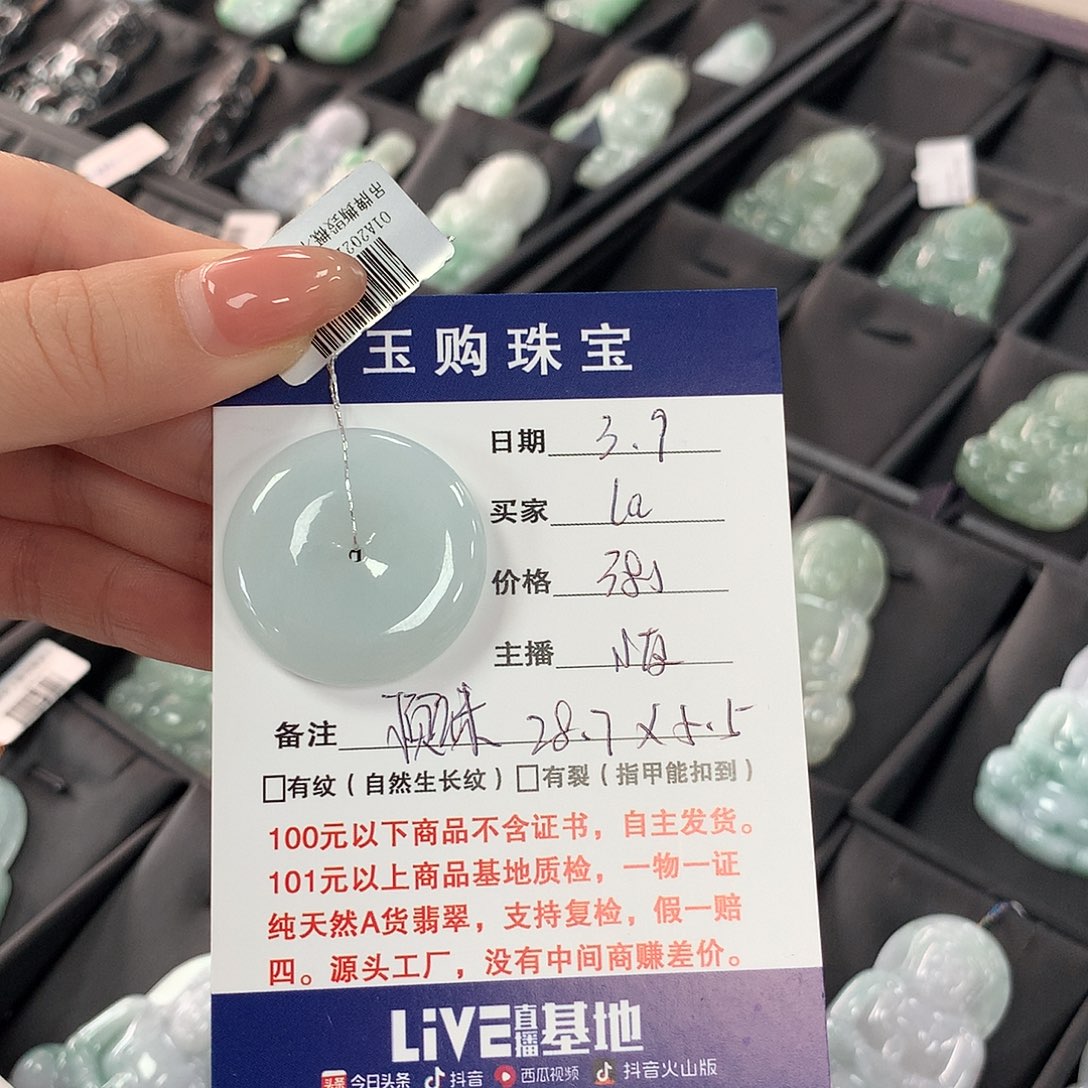 01A202
玉购珠宝
日期 3.9
买家 la
价格
主播
备注 顶珠 28.7×5.5
□有纹（自然生长纹）□有裂（指甲能扣到）
100元以下商品不含证书，自主发货。
101元以上商品基地质检，一物一证
纯天然A货翡翠，支持复检，假一赔
四。源头工厂，没有中间商赚差价。
LiVE直播基地
头条 今日头条 抖音 西瓜视频 抖音火山版